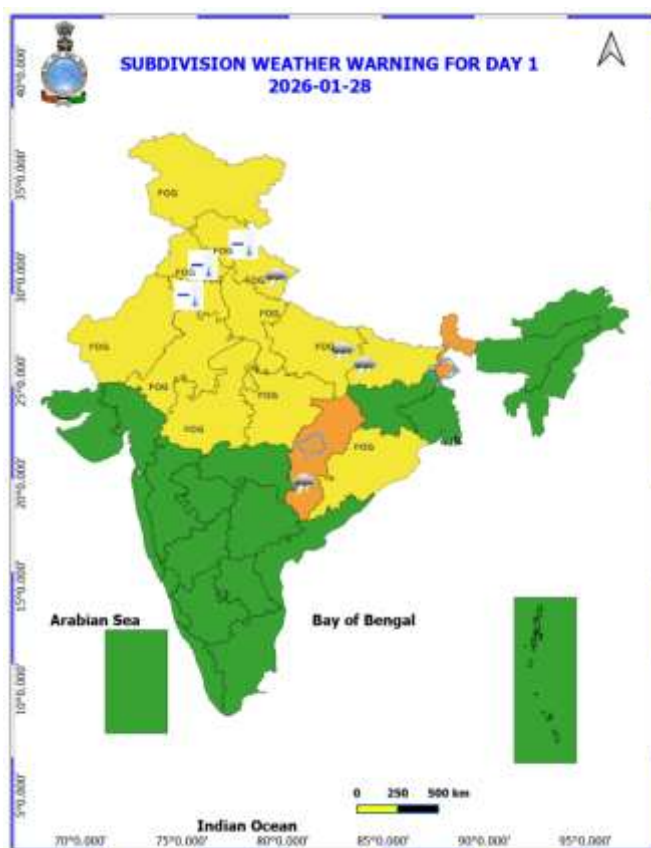 SUBDIVISION WEATHER WARNING FOR DAY 1
2026-01-28
40°0.000'
35°0.000'
30°0.000'
25°0.000'
20°0.000'
15°0.000'
10°0.000'
5°0.000'
FOG
FOG
FOG
FOG
FOG
FOG
FOG
FOG
FOG
FOG
FOG
Arabian Sea
Bay of Bengal
0 250 500 km
Indian Ocean
70°0.000' 75°0.000' 80°0.000' 85°0.000' 90°0.000' 95°0.000'